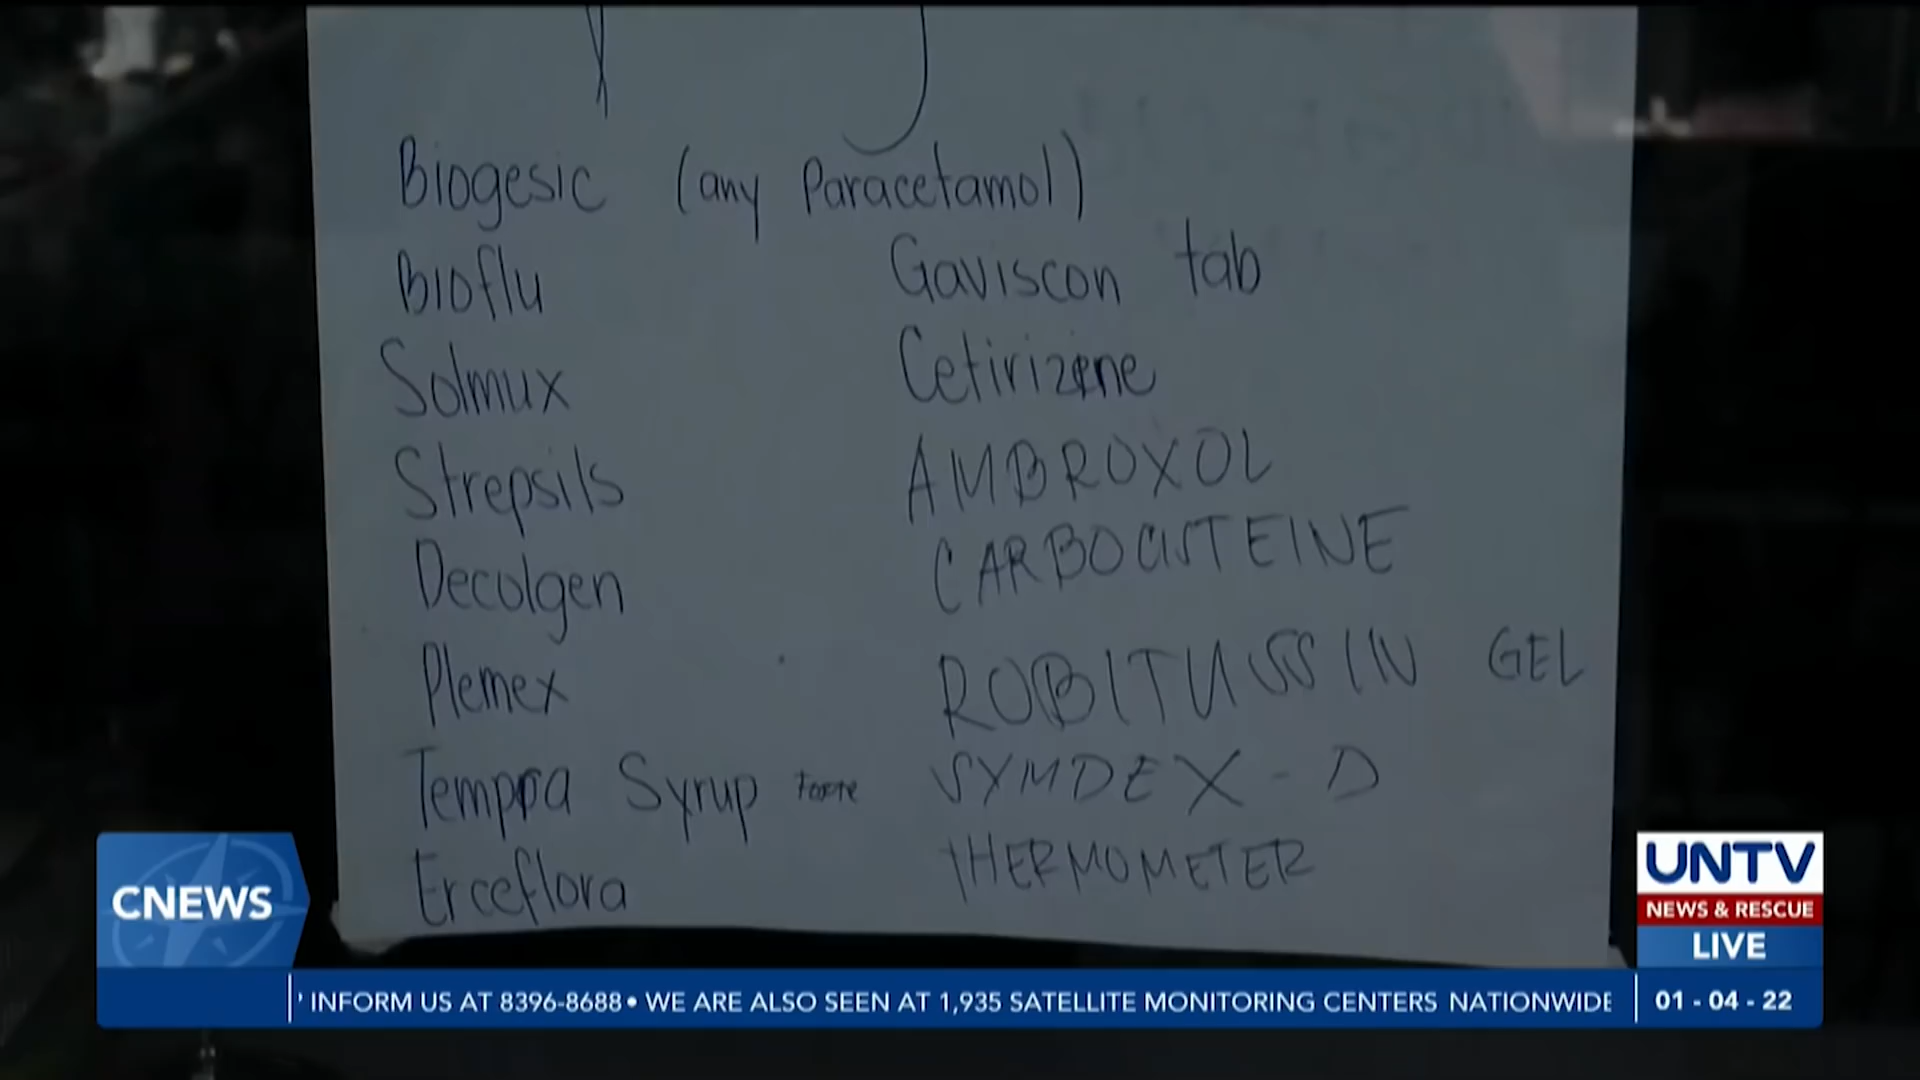 Biogesic (any Paracetamol)
Bioflu
Solmux
Strepsils
Decolgen
Plemex
Tempra Syrup Forte
Erceflora
Gaviscon tab
Cetirizine
AMBROXOL
CARBOCISTEINE
ROBITUSSIN GEL
SYMDEX - D
THERMOMETER
CNEWS
UNTV
NEWS & RESCUE
LIVE
' INFORM US AT 8396-8688 • WE ARE ALSO SEEN AT 1,935 SATELLITE MONITORING CENTERS NATIONWIDE
01 - 04 - 22